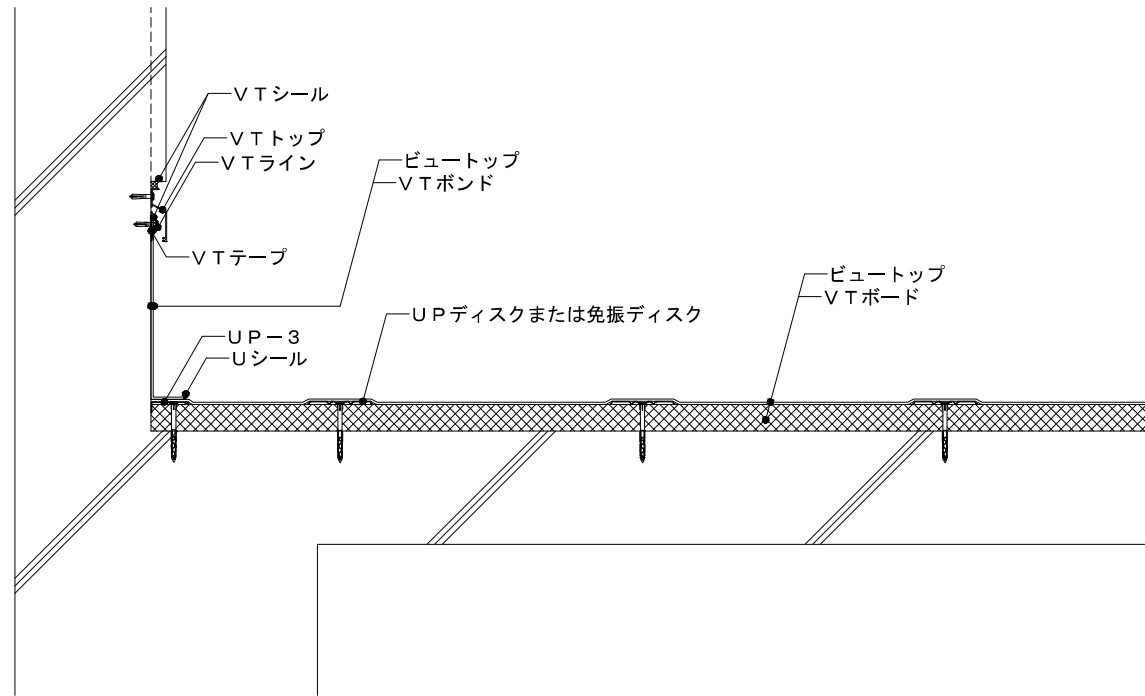 ＶＴシール
ＶＴトップ
ＶＴライン
ビュートップ
ＶＴボンド
ＶＴテープ
ビュートップ
ＶＴボード
ＵＰディスクまたは免振ディスク
ＵＰ－３
Ｕシール